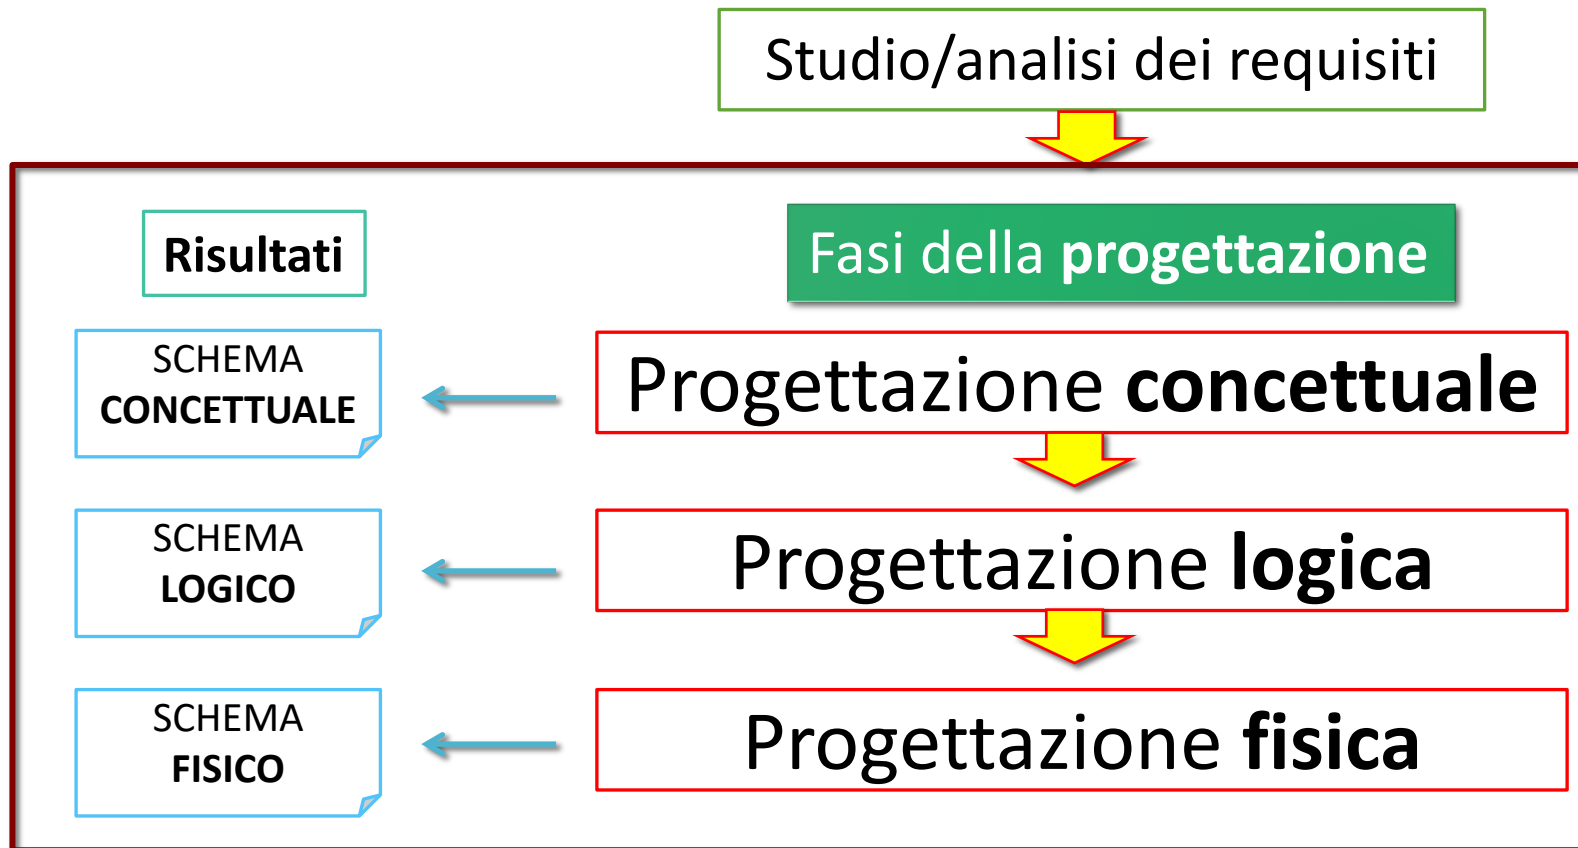 Studio/analisi dei requisiti
Risultati
Fasi della progettazione
SCHEMA
CONCETTUALE
Progettazione concettuale
SCHEMA
LOGICO
Progettazione logica
SCHEMA
FISICO
Progettazione fisica